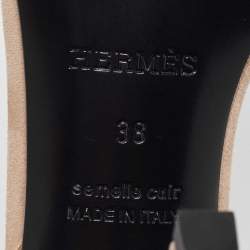 HERMÈS
38
semelle cuir
MADE IN ITALY